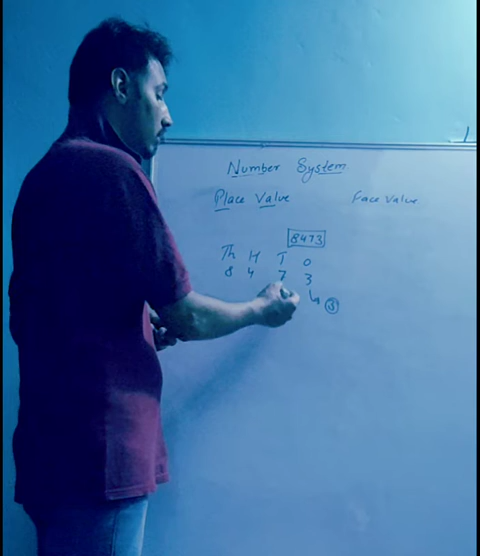 Number System
Place Value Face Value
8473
Th H T O
8 4 7 3
3